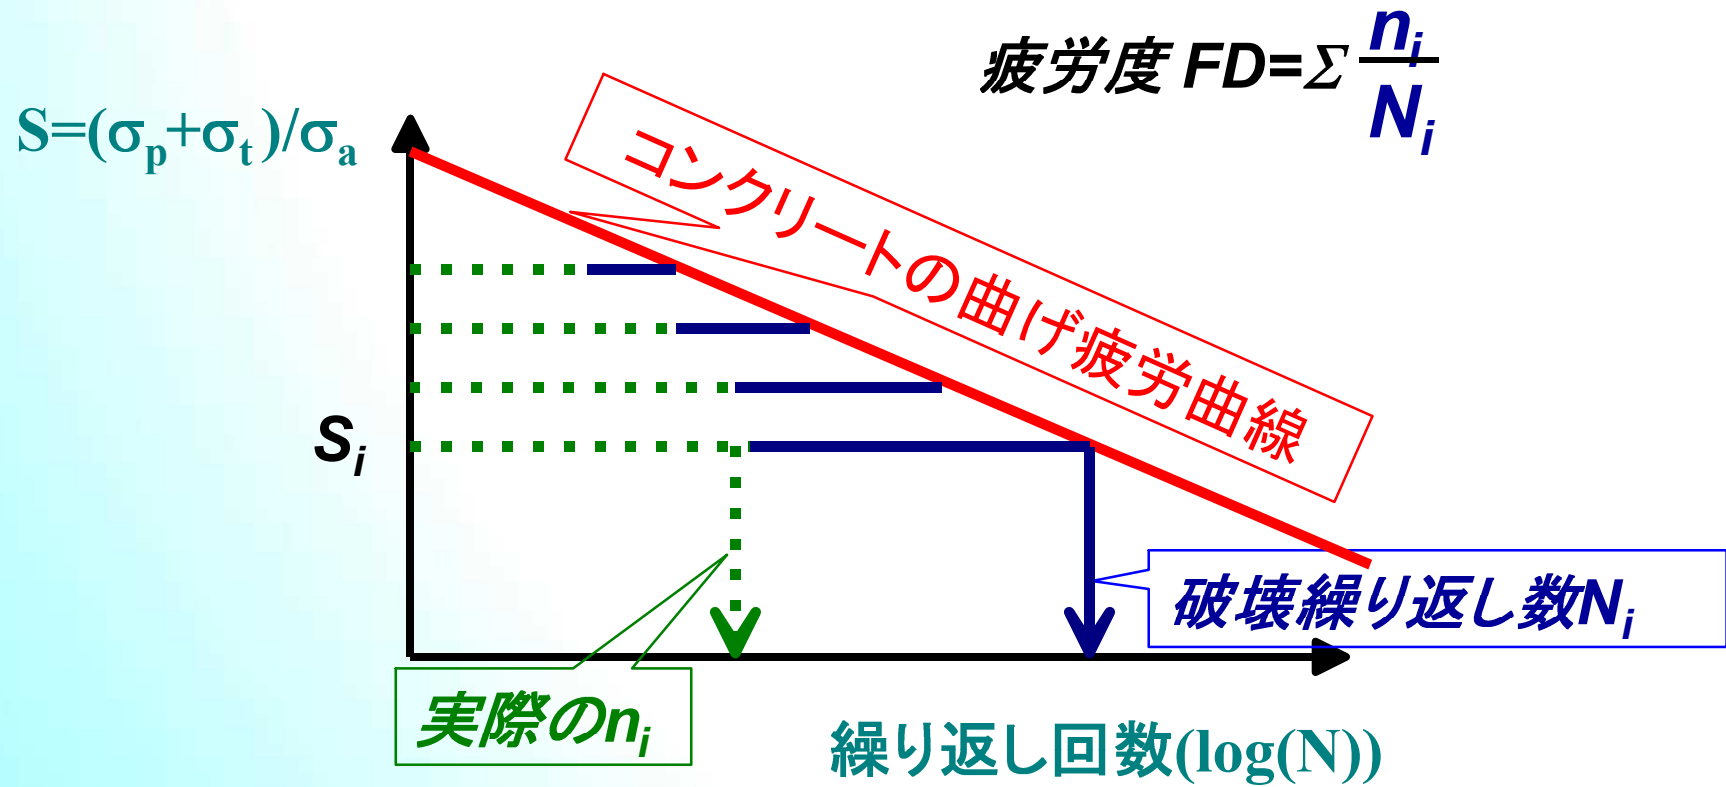 疲労度 FD=Σ ni/Ni
S=(σp+σt)/σa
コンクリートの曲げ疲労曲線
Si
破壊繰り返し数Ni
実際のni
繰り返し回数(log(N))